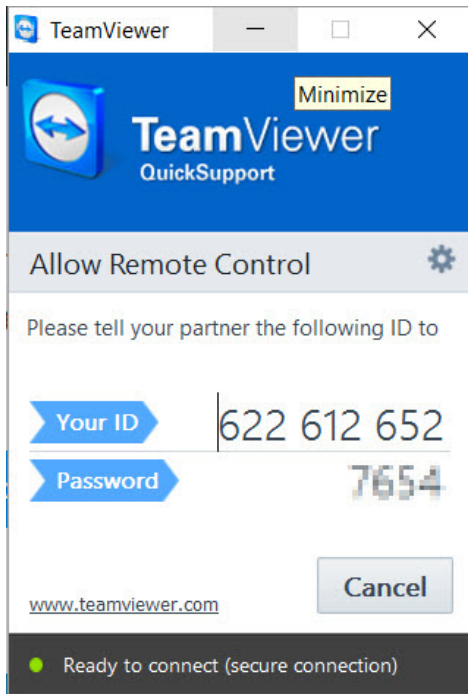 TeamViewer
Minimize
TeamViewer
QuickSupport
Allow Remote Control
Please tell your partner the following ID to
Your ID 622 612 652
Password
www.teamviewer.com
Cancel
Ready to connect (secure connection)